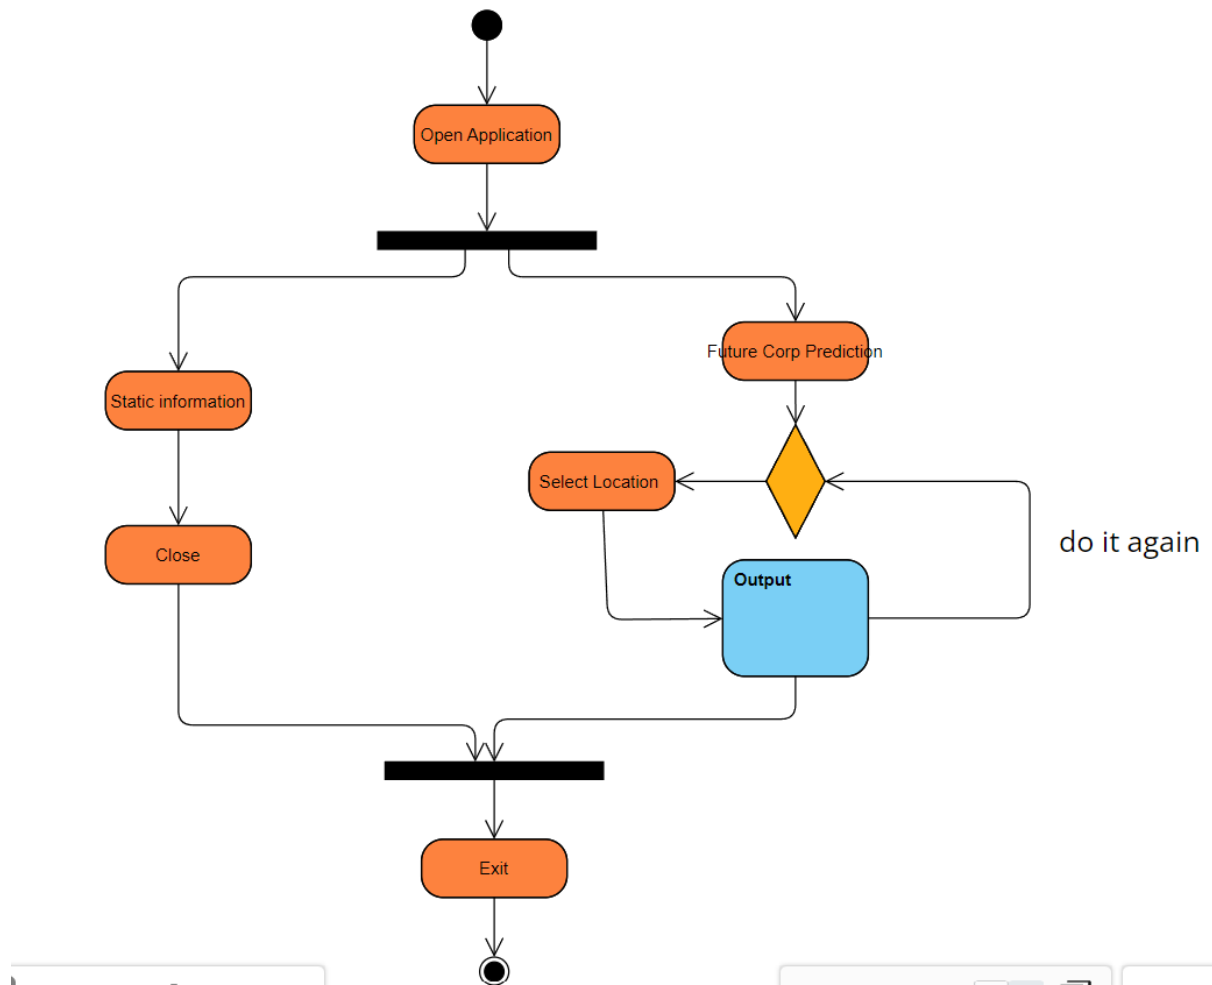 Open Application
Future Corp Prediction
Static information
Select Location
do it again
Close
Output
Exit